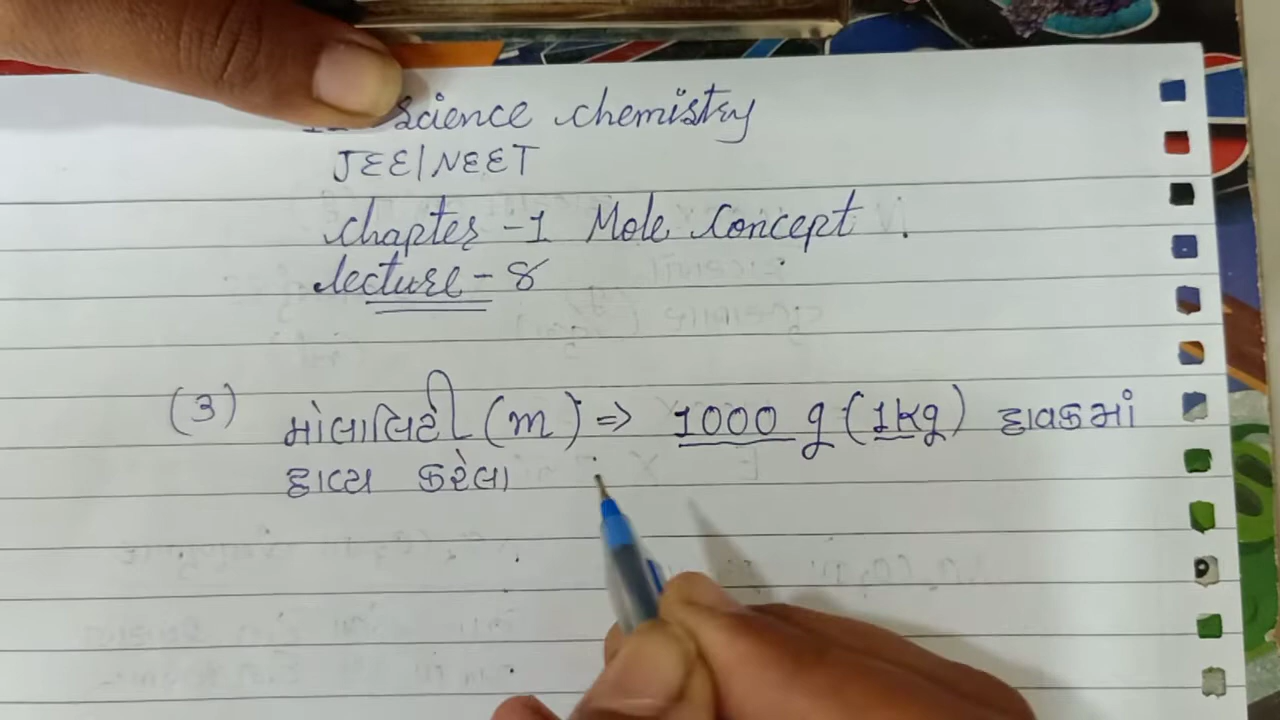 science chemistry
JEE/NEET
Chapter -1 Mole Concept.
lecture - 8
(3) મોલાલિટી (m) => 1000 g (1kg) દ્રાવકમાં
દ્રાવ્ય કરેલા